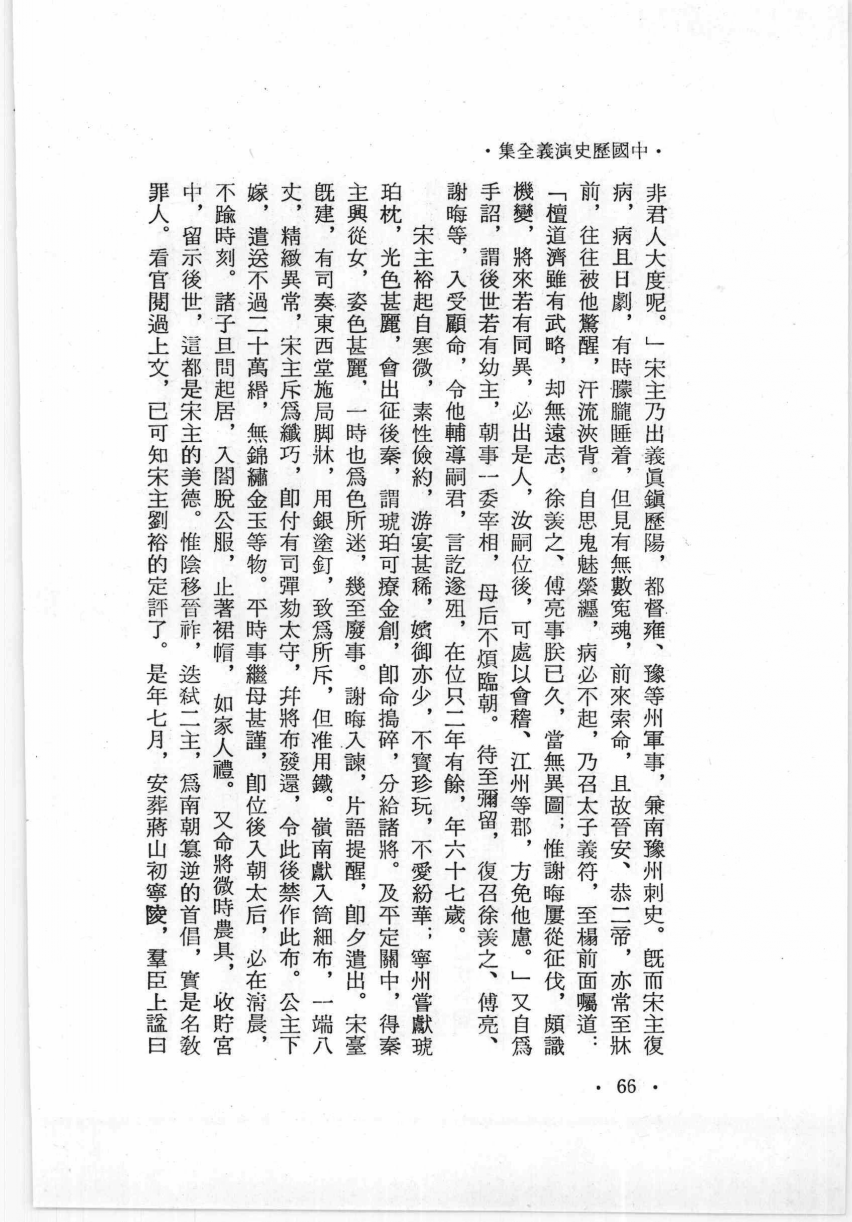 ·中國歷史演義全集·
非君人大度呢。」宋主乃出義眞鎭歷陽，都督雍、豫等州軍事，兼南豫州刺史。旣而宋主復
病，病且日劇，有時朦朧睡着，但見有無數寃魂，前來索命，且故晉安、恭二帝，亦常至牀
前，往往被他驚醒，汗流浹背。自思鬼魅縈纏，病必不起，乃召太子義符，至榻前面囑道：
「檀道濟雖有武略，却無遠志，徐羨之、傅亮事朕已久，當無異圖；惟謝晦屢從征伐，頗識
機變，將來若有同異，必出是人，汝嗣位後，可處以會稽、江州等郡，方免他慮。」又自爲
手詔，謂後世若有幼主，朝事一委宰相，母后不煩臨朝。待至彌留，復召徐羨之、傅亮、
謝晦等，入受顧命，令他輔導嗣君，言訖遂殂，在位只二年有餘，年六十七歲。
宋主裕起自寒微，素性儉約，游宴甚稀，嬪御亦少，不寳珍玩，不愛紛華；寧州嘗獻琥
珀枕，光色甚麗，會出征後秦，謂琥珀可療金創，卽命搗碎，分給諸將。及平定關中，得秦
主興從女，姿色甚麗，一時也爲色所迷，幾至廢事。謝晦入諫，片語提醒，卽夕遣出。宋臺
旣建，有司奏東西堂施局脚牀，用銀塗釘，致爲所斥，但准用鐵。嶺南獻入筒細布，一端八
丈，精緻異常，宋主斥爲纖巧，卽付有司彈劾太守，幷將布發還，令此後禁作此布。公主下
嫁，遣送不過二十萬緡，無錦繡金玉等物。平時事繼母甚謹，卽位後入朝太后，必在清晨，
不踰時刻。諸子旦問起居，入閤脫公服，止著裙帽，如家人禮。又命將微時農具，收貯宮
中，留示後世，這都是宋主的美德。惟陰移晉祚，迭弒二主，爲南朝篡逆的首倡，實是名敎
罪人。看官閱過上文，已可知宋主劉裕的定評了。是年七月，安葬蔣山初寧陵，羣臣上諡曰
·66·